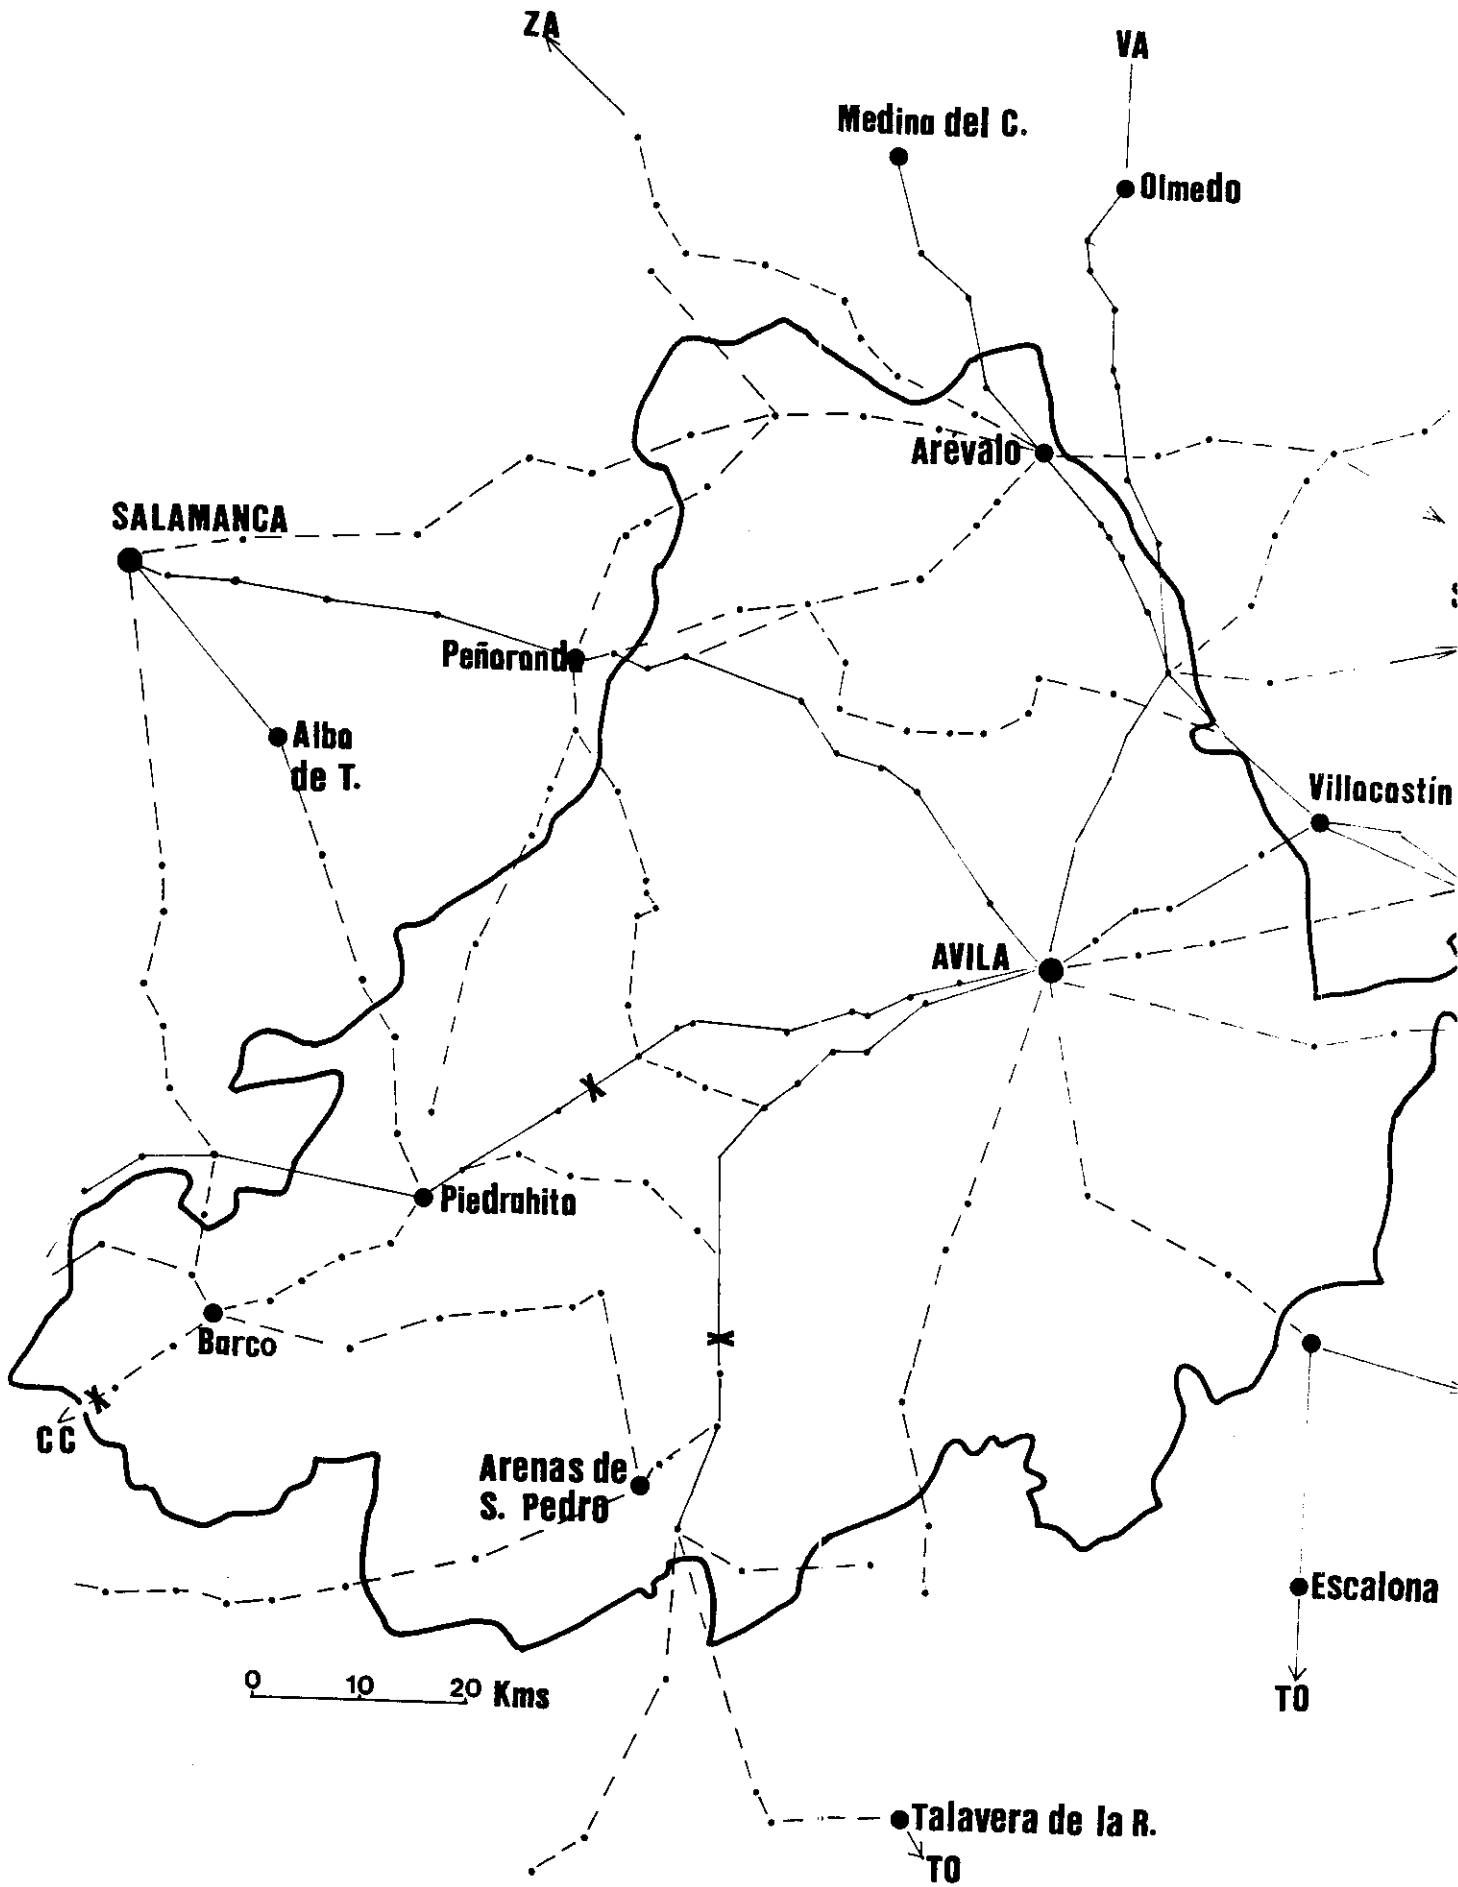 ZA
VA
Medina del C.
Olmedo
Arévalo
SALAMANCA
Peñaranda
Alba
de T.
Villacastín
AVILA
Piedrahita
Barco
CC
Arenas de
S. Pedro
Escalona
0 10 20 Kms
TO
Talavera de la R.
TO